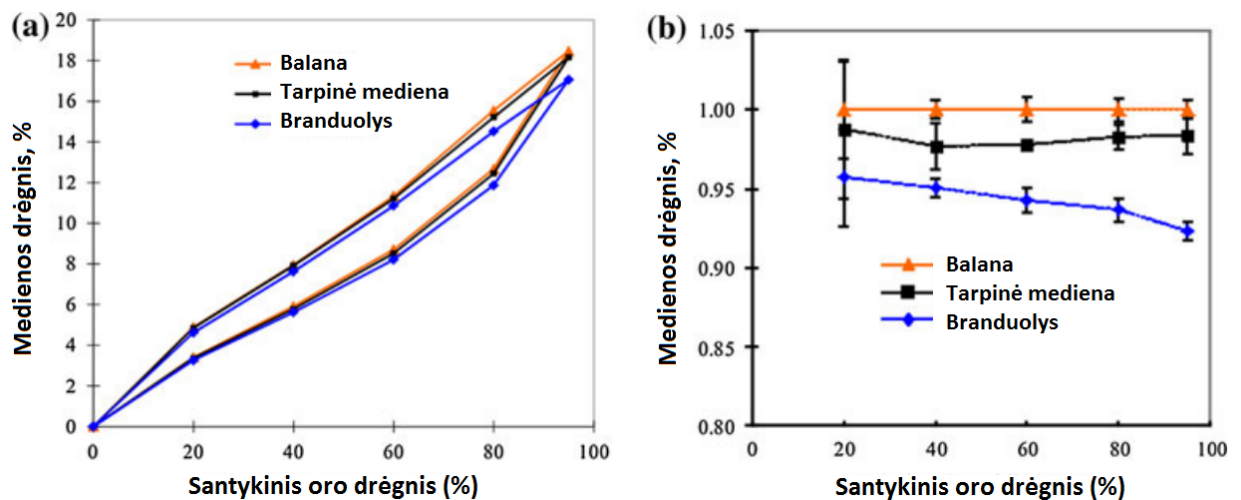 (a)
20
18
16
14
12
10
8
6
4
2
0
Medienos drėgnis, %
Balana
Tarpinė mediena
Branduolys
0 20 40 60 80 100
Santykinis oro drėgnis (%)
(b)
1.05
1.00
0.95
0.90
0.85
0.80
Medienos drėgnis, %
Balana
Tarpinė mediena
Branduolys
0 20 40 60 80 100
Santykinis oro drėgnis (%)